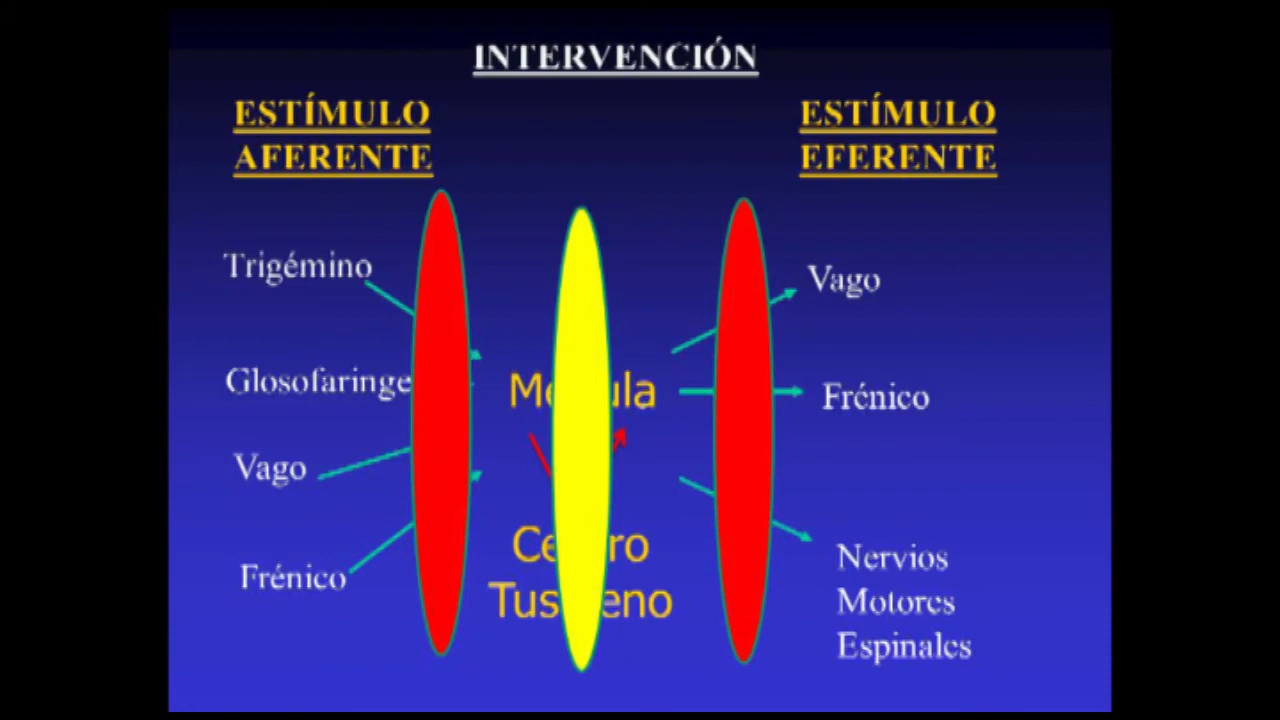 INTERVENCIÓN
ESTÍMULO
AFERENTE
Trigémino
Glosofaringe
Vago
Frénico
ESTÍMULO
EFERENTE
Vago
Frénico
Nervios
Motores
Espinales